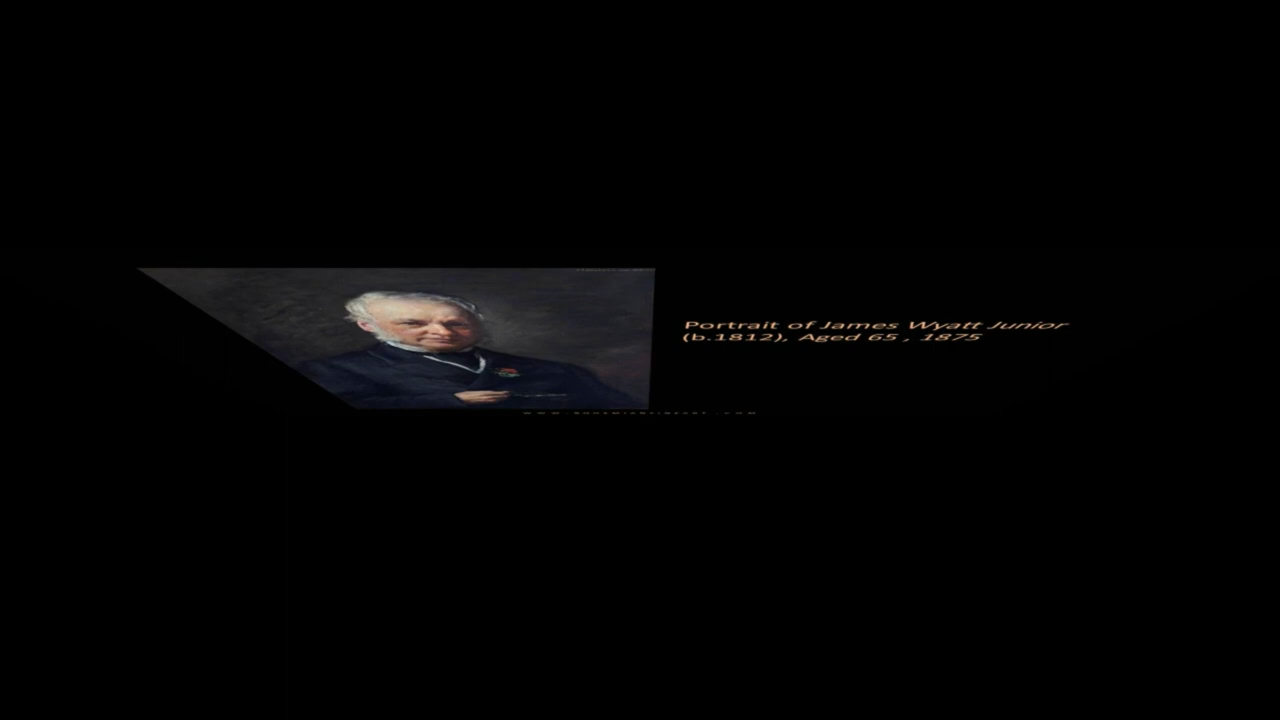 Portrait of James Wyatt Junior
(b.1812), Aged 65 , 1875